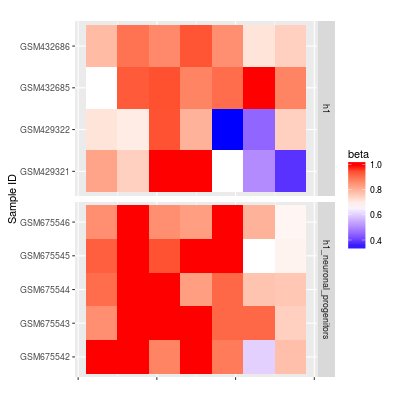 GSM432686
GSM432685
GSM429322
GSM429321
h1
GSM675546
GSM675545
GSM675544
GSM675543
GSM675542
h1_neuronal_progenitors
Sample ID
beta
1.0
0.8
0.6
0.4